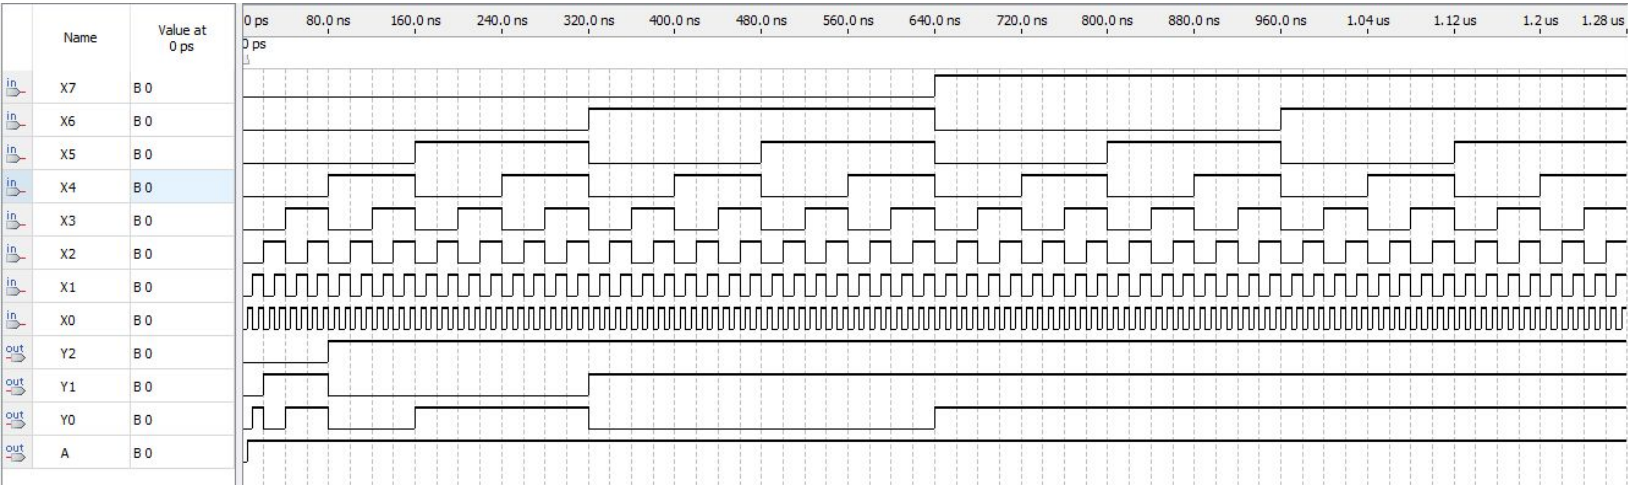 Name Value at 0 ps 0 ps 80.0 ns 160.0 ns 240.0 ns 320.0 ns 400.0 ns 480.0 ns 560.0 ns 640.0 ns 720.0 ns 800.0 ns 880.0 ns 960.0 ns 1.04 us 1.12 us 1.2 us 1.28 us
0 ps
in X7 B 0
in X6 B 0
in X5 B 0
in X4 B 0
in X3 B 0
in X2 B 0
in X1 B 0
in X0 B 0
out Y2 B 0
out Y1 B 0
out Y0 B 0
out A B 0